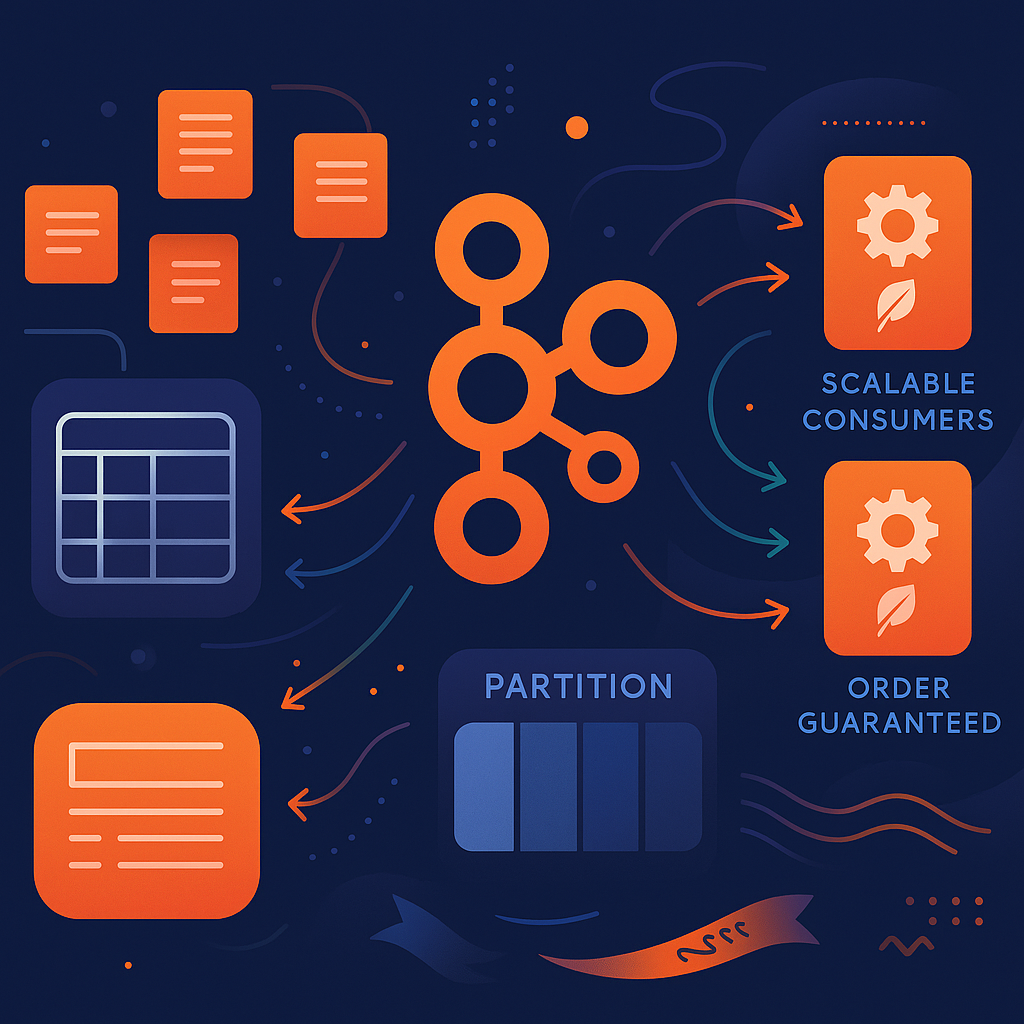 SCALABLE
CONSUMERS
ORDER
GUARANTEED
PARTITION